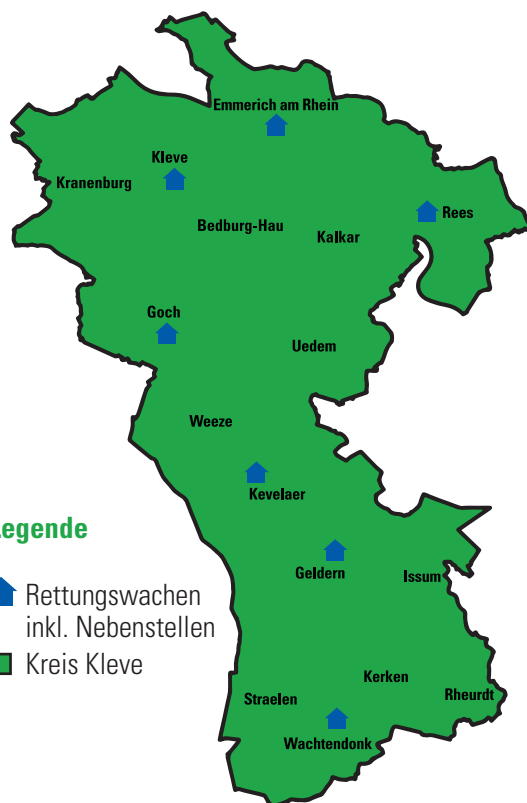 Emmerich am Rhein
Kleve
Kranenburg
Rees
Bedburg-Hau
Kalkar
Goch
Uedem
Weeze
Kevelaer
Legende
Geldern
Issum
Rettungswachen
inkl. Nebenstellen
Kreis Kleve
Kerken
Straelen
Rheurdt
Wachtendonk